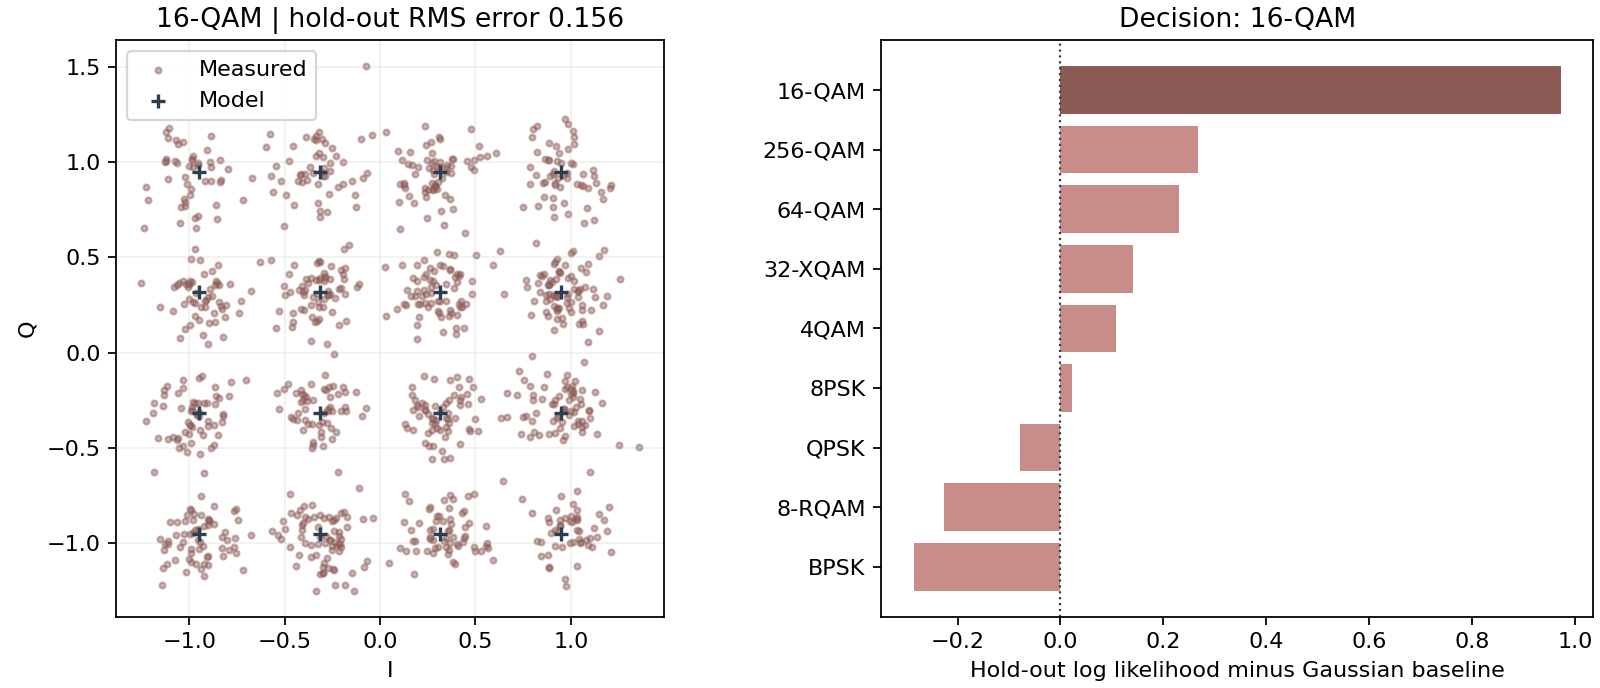 16-QAM | hold-out RMS error 0.156
Measured
Model
1.5
1.0
0.5
0.0
−0.5
−1.0
Q
−1.0
−0.5
0.0
0.5
1.0
I
Decision: 16-QAM
16-QAM
256-QAM
64-QAM
32-XQAM
4QAM
8PSK
QPSK
8-RQAM
BPSK
−0.2
0.0
0.2
0.4
0.6
0.8
1.0
Hold-out log likelihood minus Gaussian baseline